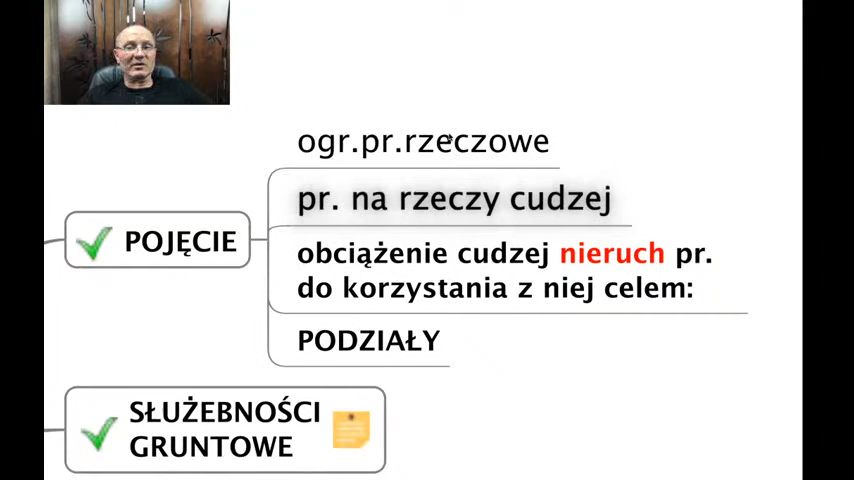 ogr.pr.rzeczowe
pr. na rzeczy cudzej
POJĘCIE
obciążenie cudzej nieruch pr.
do korzystania z niej celem:
PODZIAŁY
SŁUŻEBNOŚCI
GRUNTOWE